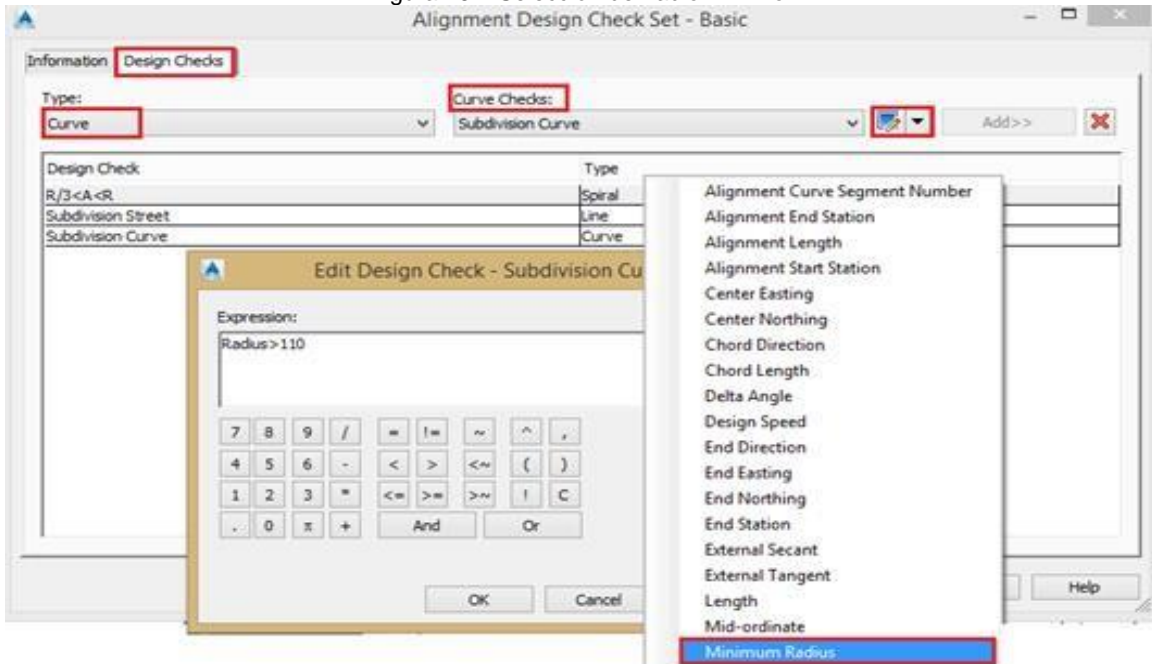 Alignment Design Check Set - Basic
Information Design Checks
Type: Curve Checks:
Curve Subdivision Curve Add>>
Design Check Type
R/3<A<R Spiral
Subdivision Street Line
Subdivision Curve Curve
Edit Design Check - Subdivision Cu
Expression:
Radius>110
7 8 9 / = != ~ ^ ,
4 5 6 - < > <~ ( )
1 2 3 * <= >= >~ ! C
. 0 π + And Or
OK Cancel
Alignment Curve Segment Number
Alignment End Station
Alignment Length
Alignment Start Station
Center Easting
Center Northing
Chord Direction
Chord Length
Delta Angle
Design Speed
End Direction
End Easting
End Northing
End Station
External Secant
External Tangent
Length
Mid-ordinate
Minimum Radius
Help